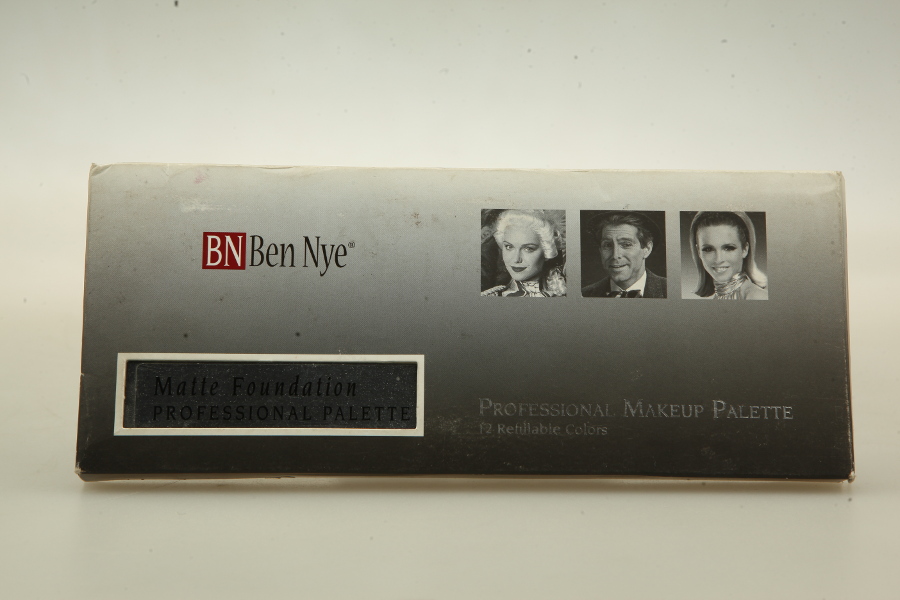 BN Ben Nye®
Matte Foundation
PROFESSIONAL PALETTE
PROFESSIONAL MAKEUP PALETTE
12 Refillable Colors